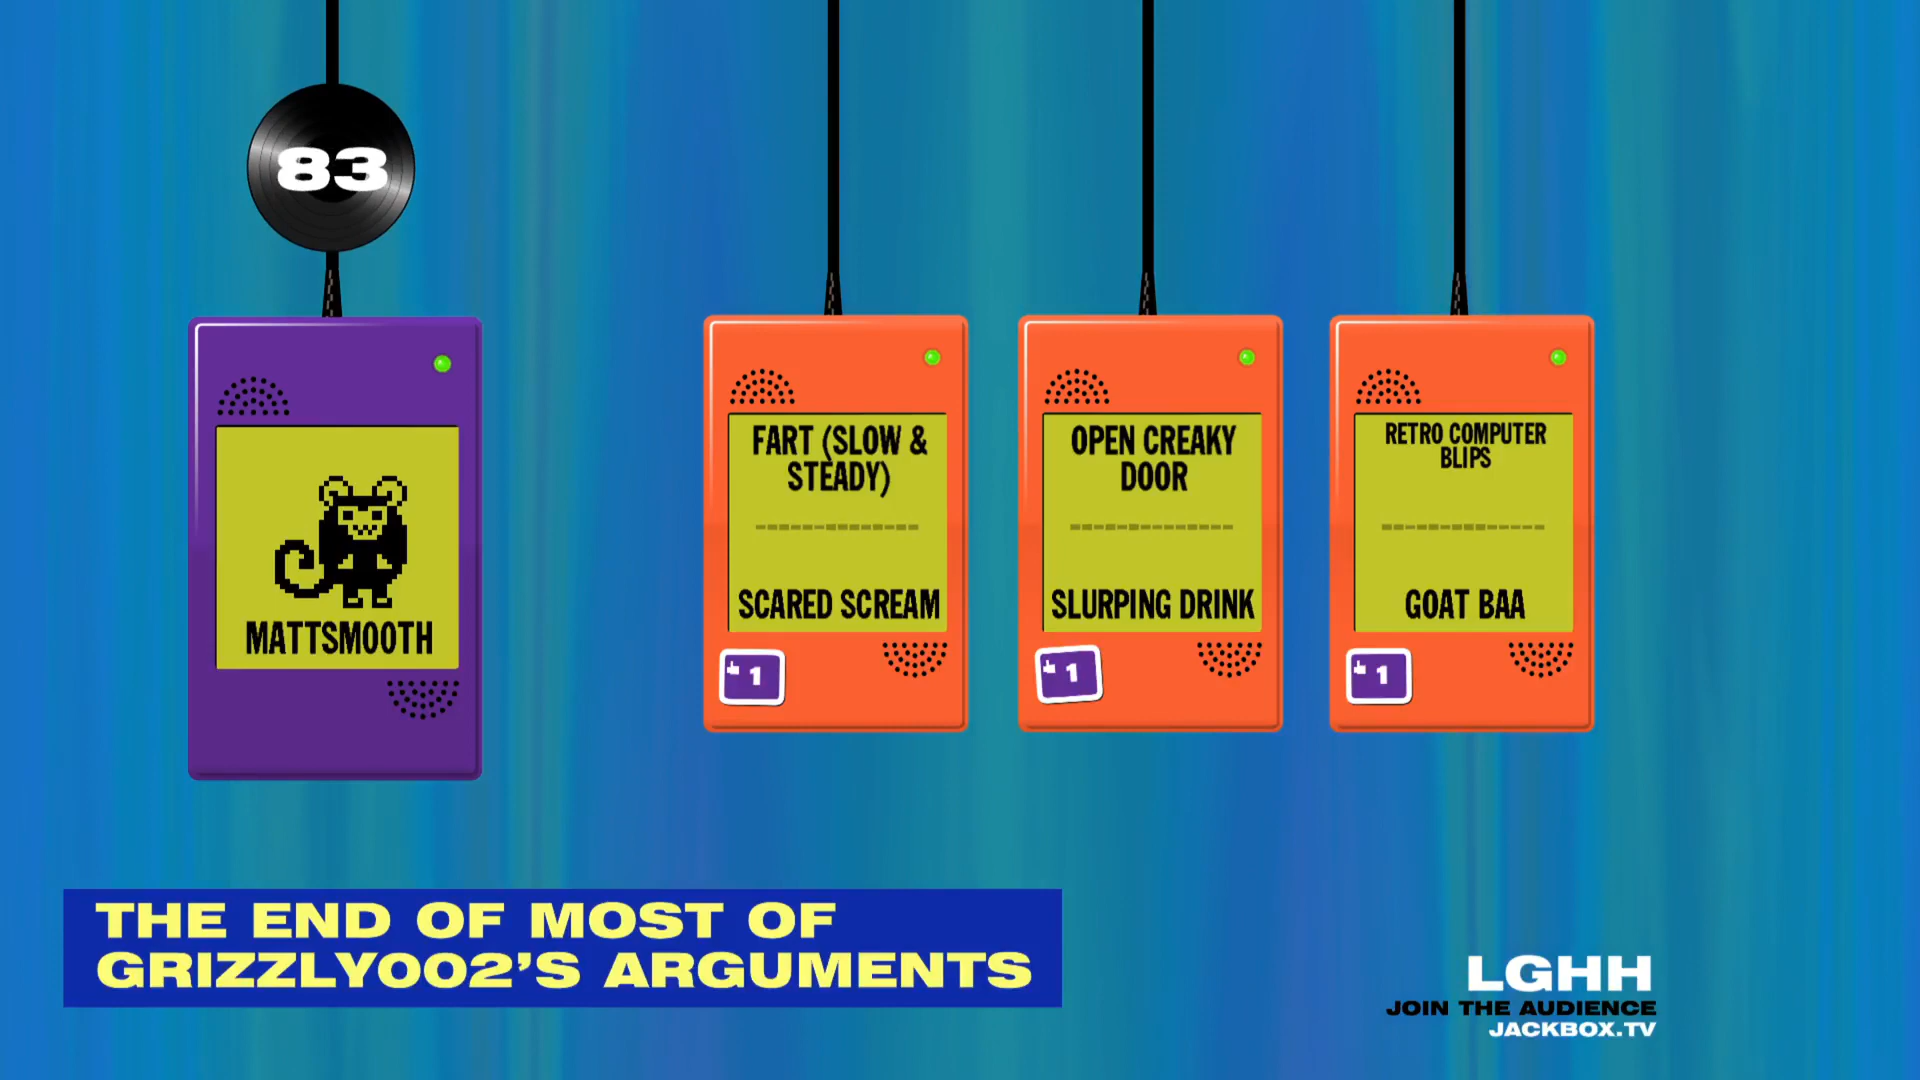 83
MATTSMOOTH
FART (SLOW &
STEADY)
SCARED SCREAM
1
OPEN CREAKY
DOOR
SLURPING DRINK
1
RETRO COMPUTER
BLIPS
GOAT BAA
1
THE END OF MOST OF
GRIZZLY002'S ARGUMENTS
LGHH
JOIN THE AUDIENCE
JACKBOX.TV